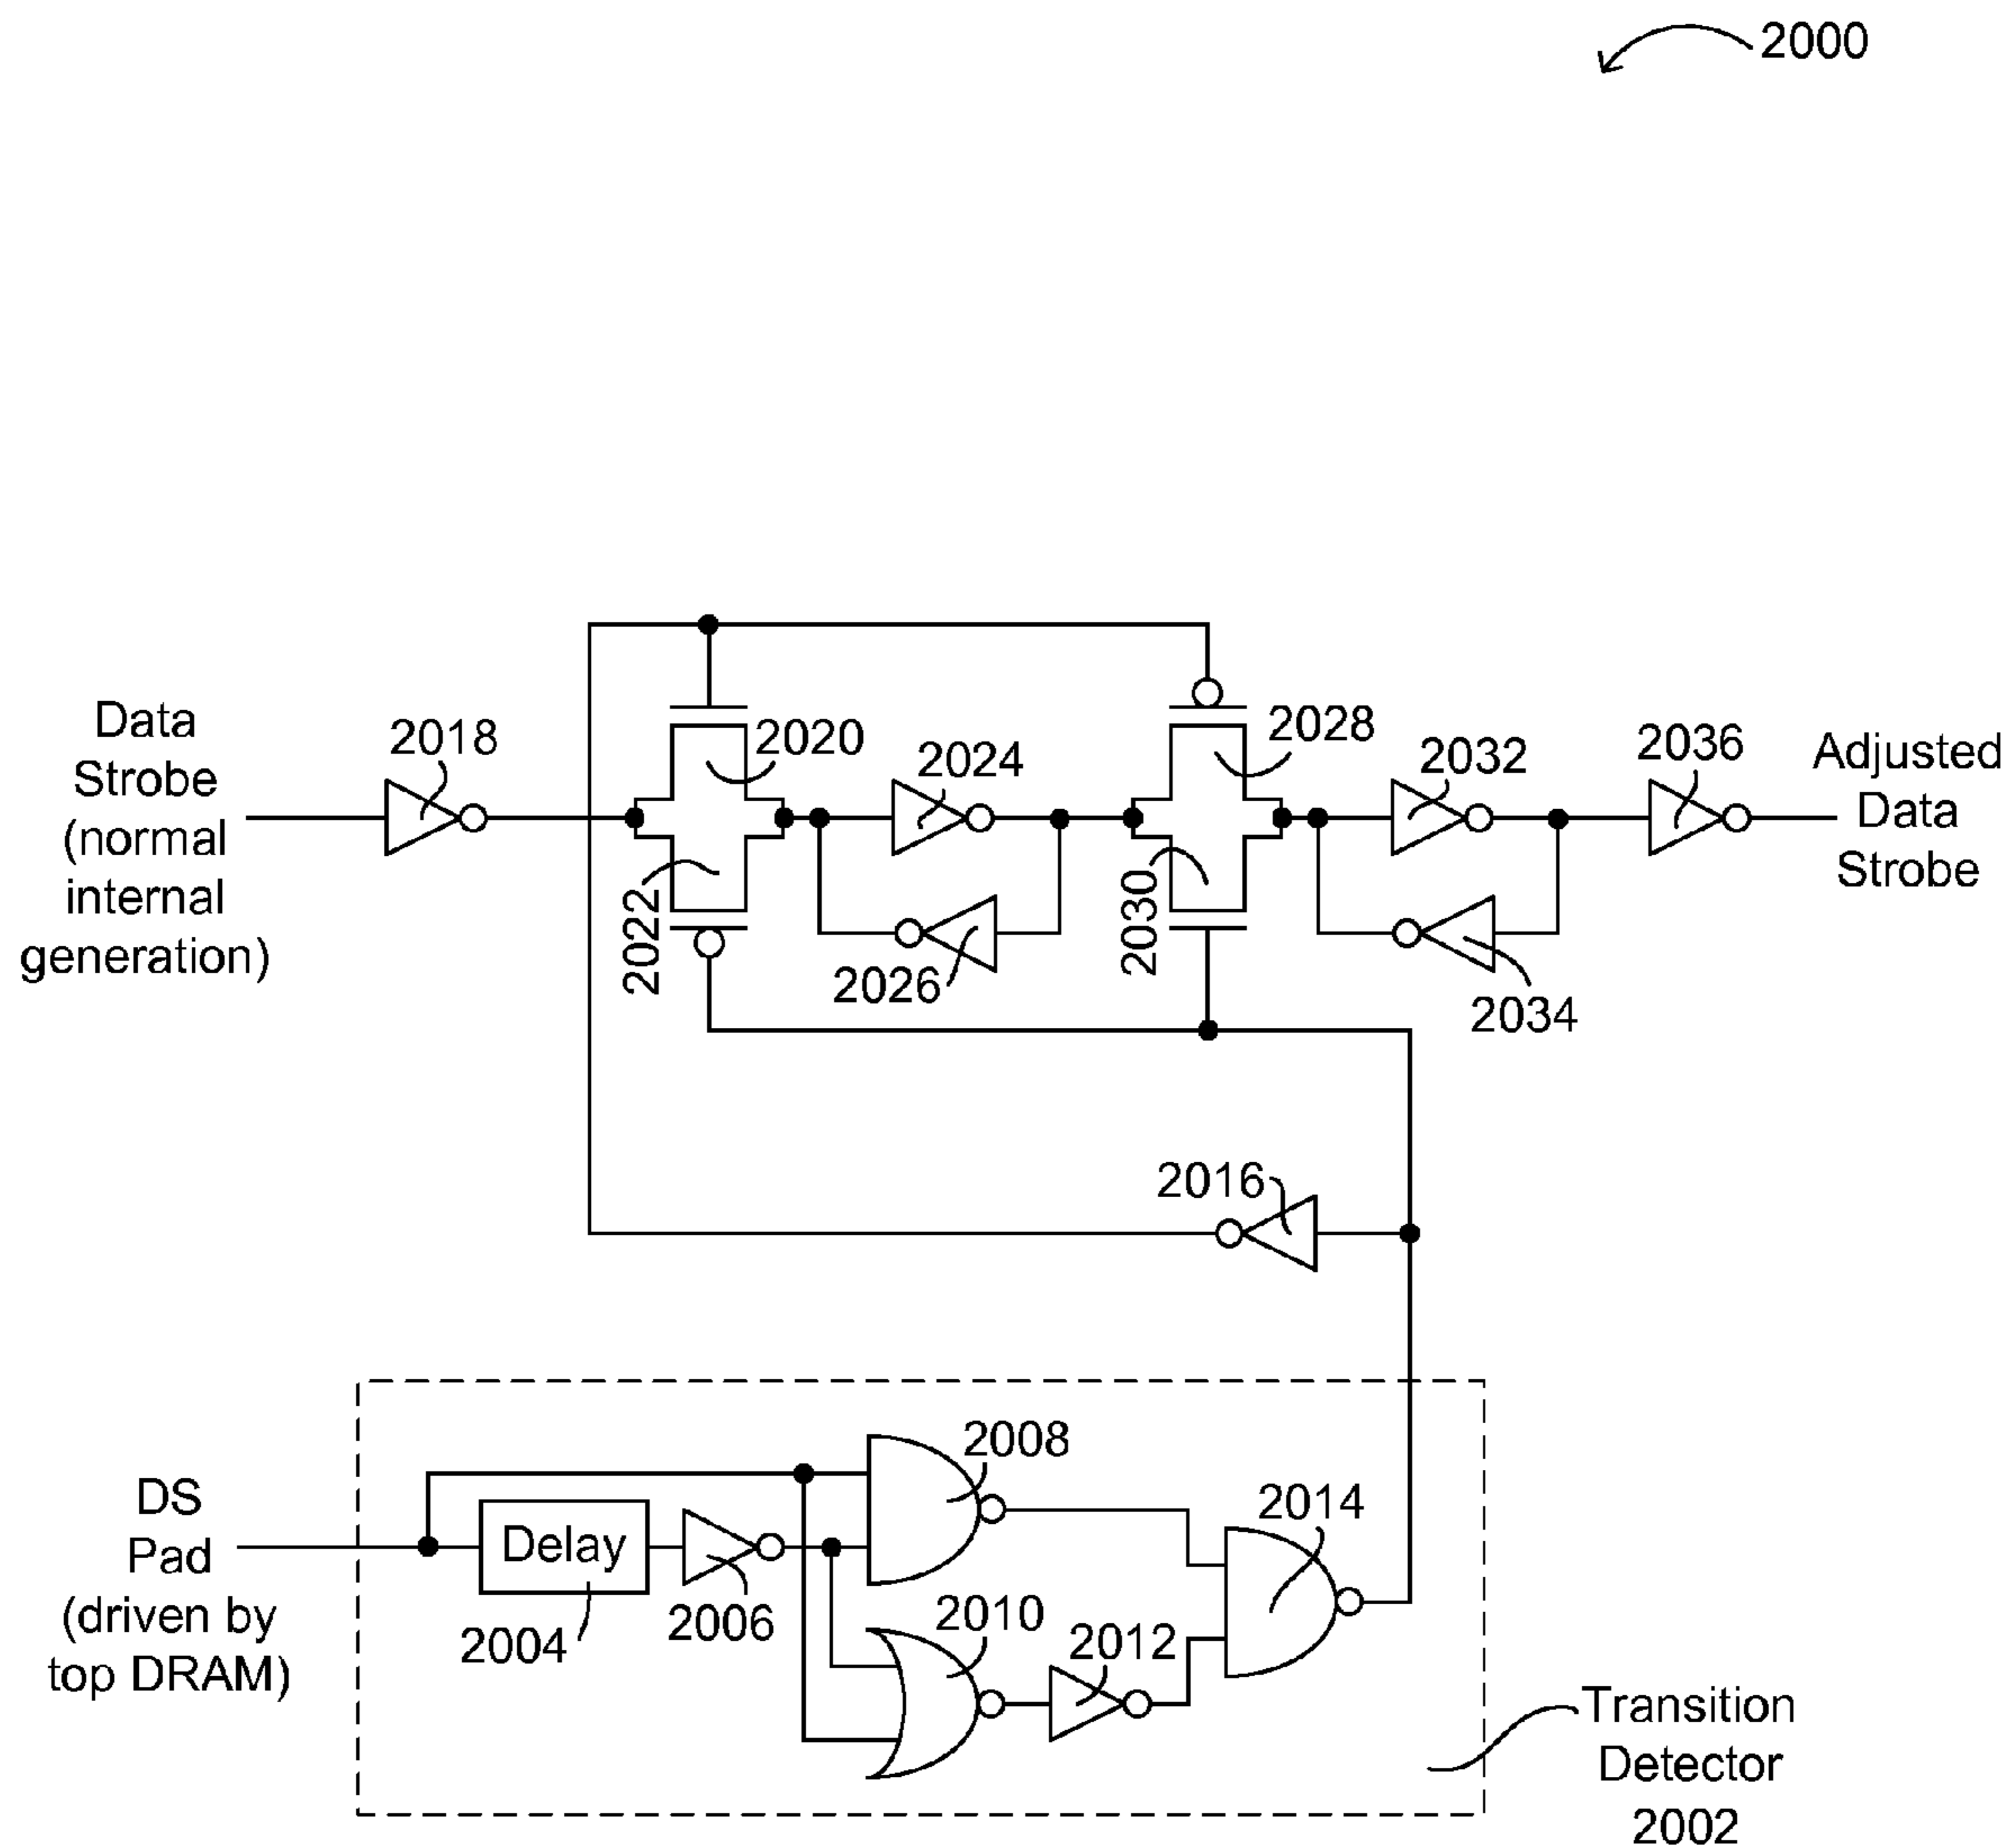 2000
Data
Strobe
(normal
internal
generation)
2018
2020
2022
2024
2026
2028
2030
2032
2034
2036
Adjusted
Data
Strobe
2016
DS
Pad
(driven by
top DRAM)
Delay
2004
2006
2008
2010
2012
2014
Transition
Detector
2002